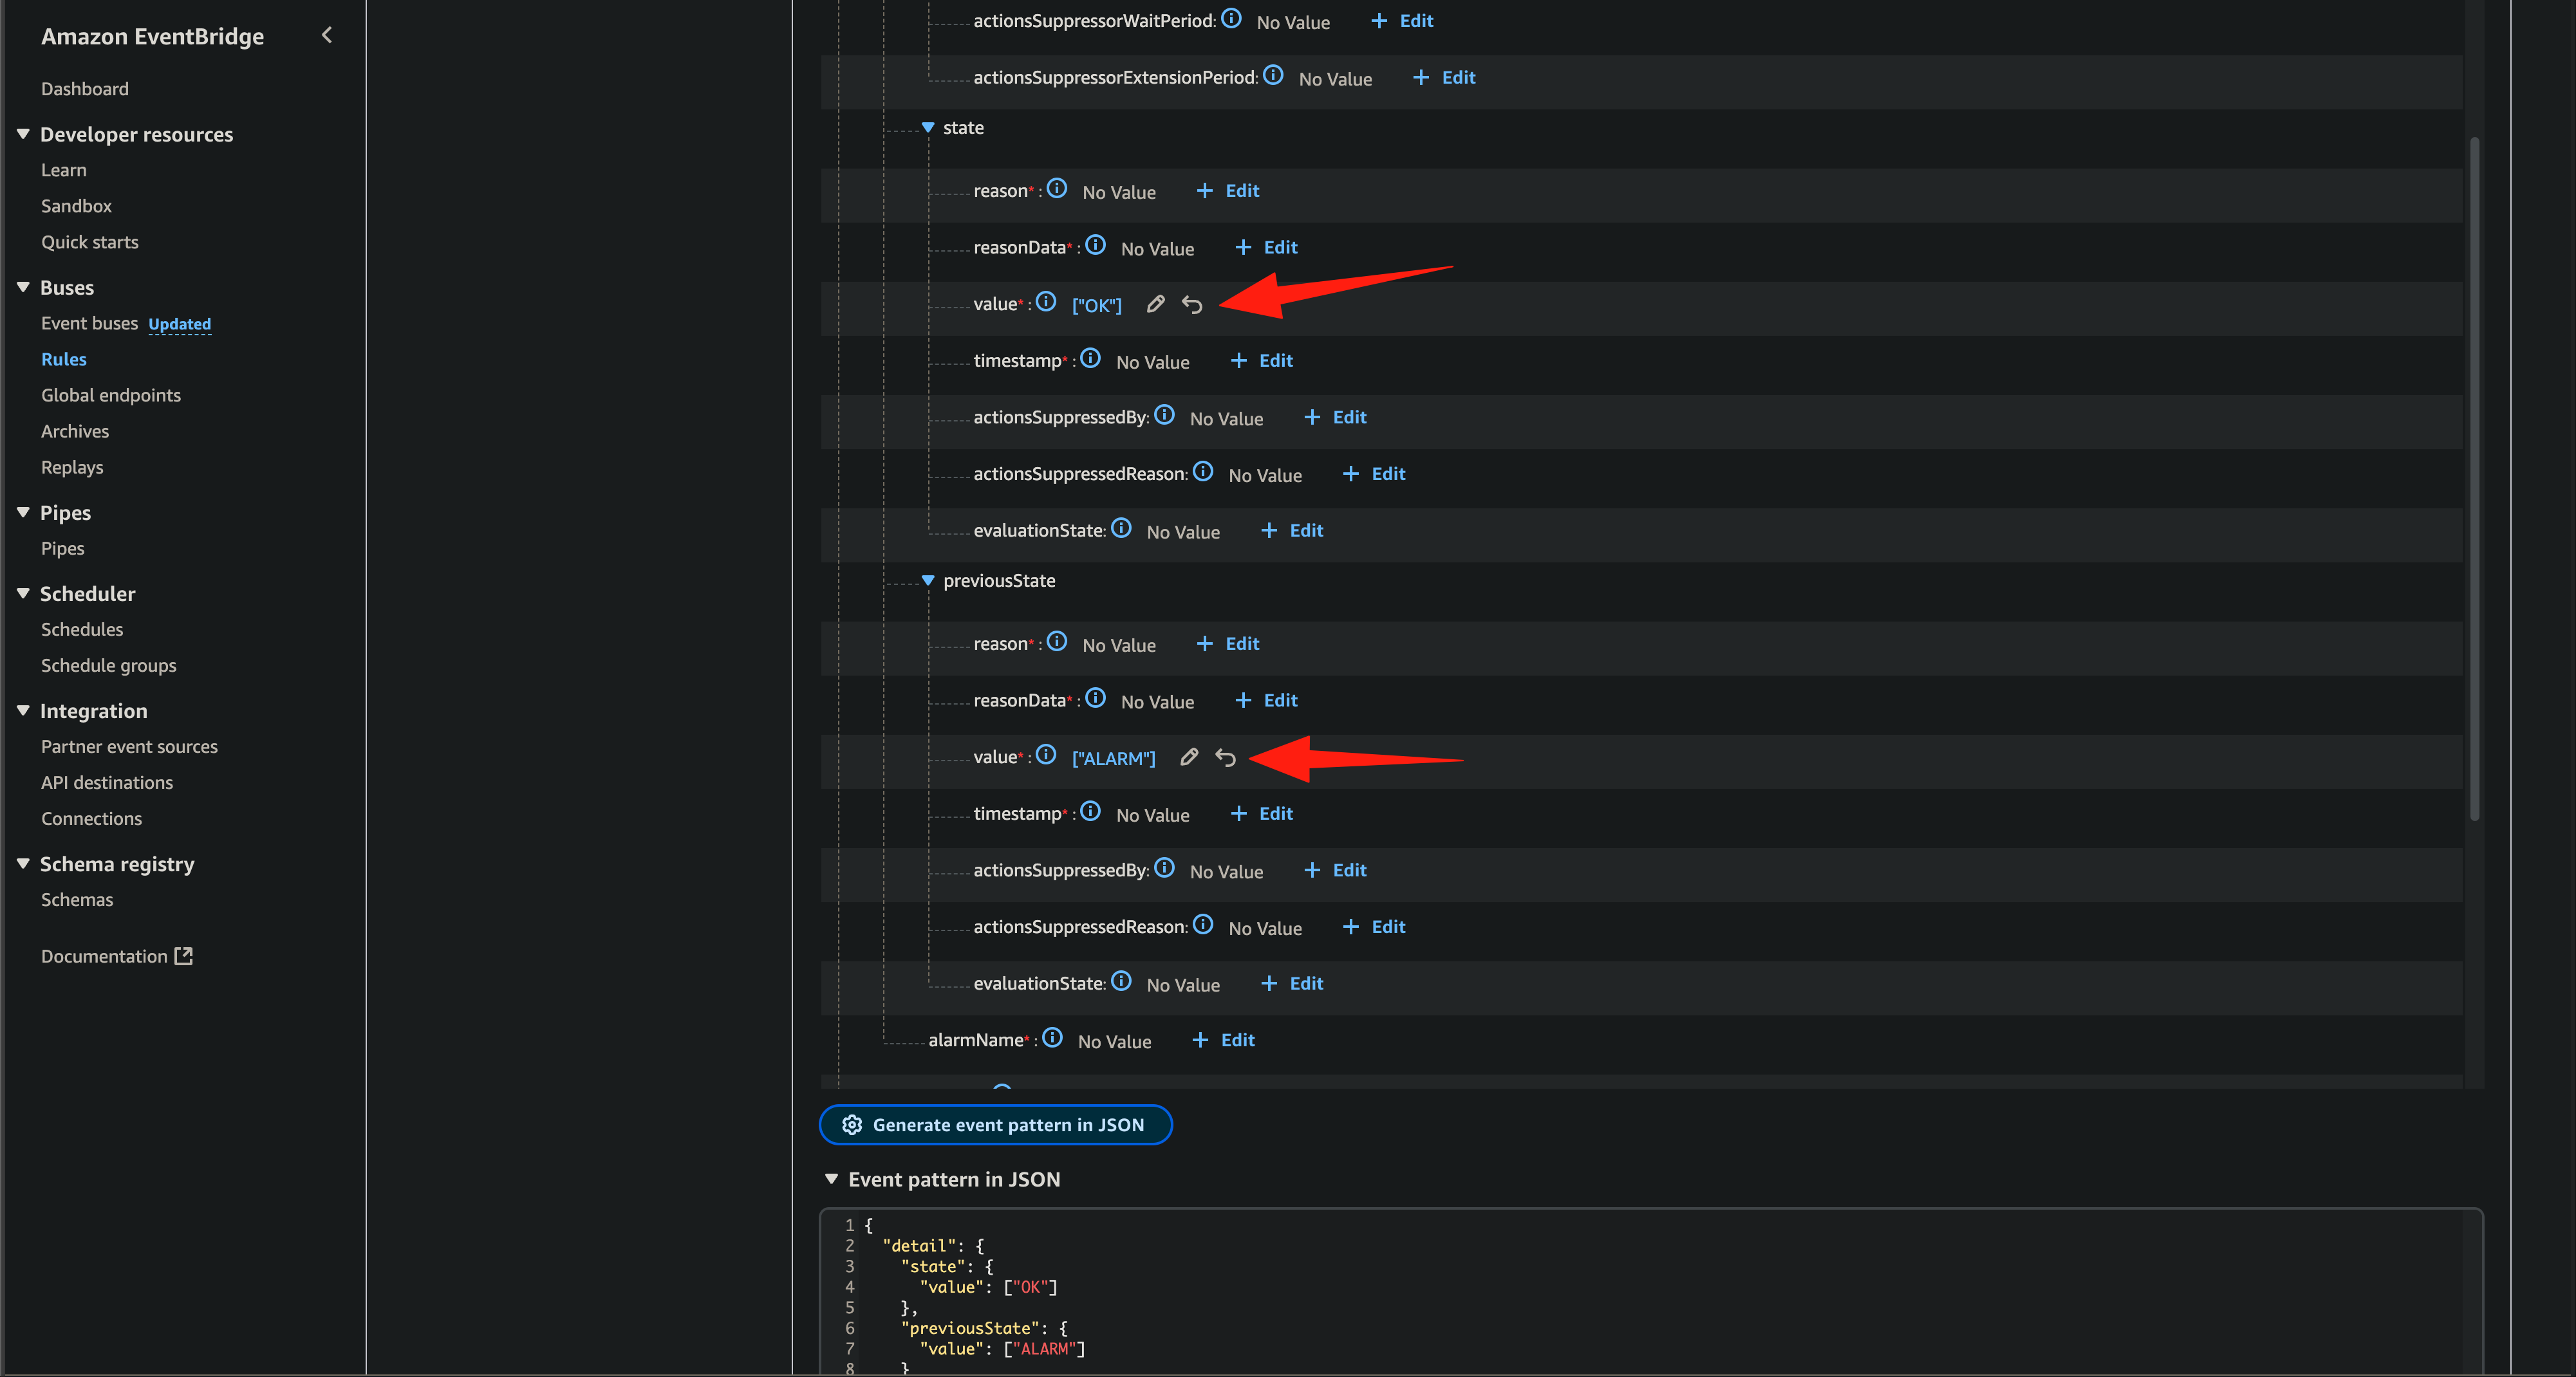 Amazon EventBridge
Dashboard
Developer resources
Learn
Sandbox
Quick starts
Buses
Event buses Updated
Rules
Global endpoints
Archives
Replays
Pipes
Pipes
Scheduler
Schedules
Schedule groups
Integration
Partner event sources
API destinations
Connections
Schema registry
Schemas
Documentation
actionsSuppressorWaitPeriod: No Value + Edit
actionsSuppressorExtensionPeriod: No Value + Edit
state
reason* : No Value + Edit
reasonData* : No Value + Edit
value* : ["OK"]
timestamp* : No Value + Edit
actionsSuppressedBy: No Value + Edit
actionsSuppressedReason: No Value + Edit
evaluationState: No Value + Edit
previousState
reason* : No Value + Edit
reasonData* : No Value + Edit
value* : ["ALARM"]
timestamp* : No Value + Edit
actionsSuppressedBy: No Value + Edit
actionsSuppressedReason: No Value + Edit
evaluationState: No Value + Edit
alarmName* : No Value + Edit
Generate event pattern in JSON
Event pattern in JSON
1 {
2 "detail": {
3 "state": {
4 "value": ["OK"]
5 },
6 "previousState": {
7 "value": ["ALARM"]
8 }